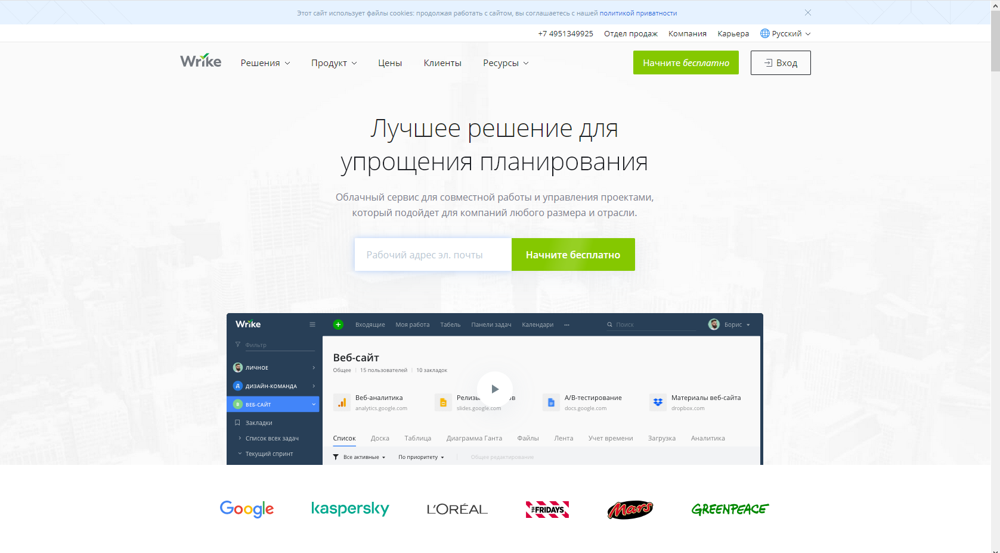 Этот сайт использует файлы cookies: продолжая работать с сайтом, вы соглашаетесь с нашей политикой приватности
+7 4951349925 Отдел продаж Компания Карьера Русский
Wrike Решения Продукт Цены Клиенты Ресурсы Начните бесплатно Вход
Лучшее решение для
упрощения планирования
Облачный сервис для совместной работы и управления проектами,
который подойдет для компаний любого размера и отрасли.
Рабочий адрес эл. почты Начните бесплатно
Wrike Входящие Моя работа Табель Панели задач Календари ... Поиск Борис
Фильтр
Веб-сайт
Общее 15 пользователей 10 закладок
ЛИЧНОЕ
Д ДИЗАЙН-КОМАНДА
В ВЕБ-САЙТ
Закладки
Список всех задач
Текущий спринт
Веб-аналитика
analytics.google.com
slides.google.com
A/B-тестирование
docs.google.com
Материалы веб-сайта
dropbox.com
Список Доска Таблица Диаграмма Ганта Файлы Лента Учет времени Загрузка Аналитика
Все активные По приоритету Общее редактирование
Google kaspersky L'ORÉAL TGI FRIDAYS Mars GREENPEACE